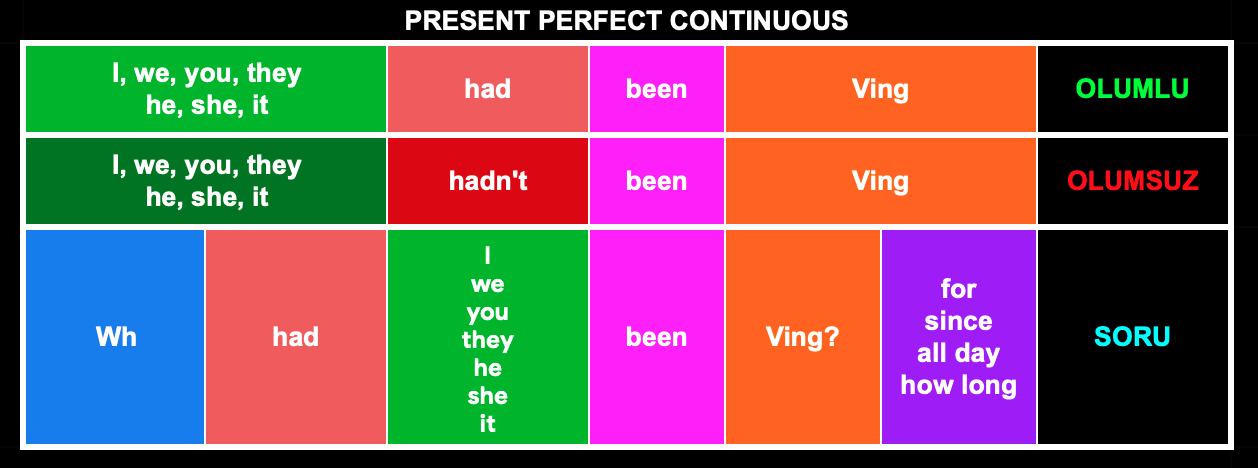 PRESENT PERFECT CONTINUOUS
I, we, you, they
he, she, it
had
been
Ving
OLUMLU
I, we, you, they
he, she, it
hadn't
been
Ving
OLUMSUZ
Wh
had
I
we
you
they
he
she
it
been
Ving?
for
since
all day
how long
SORU